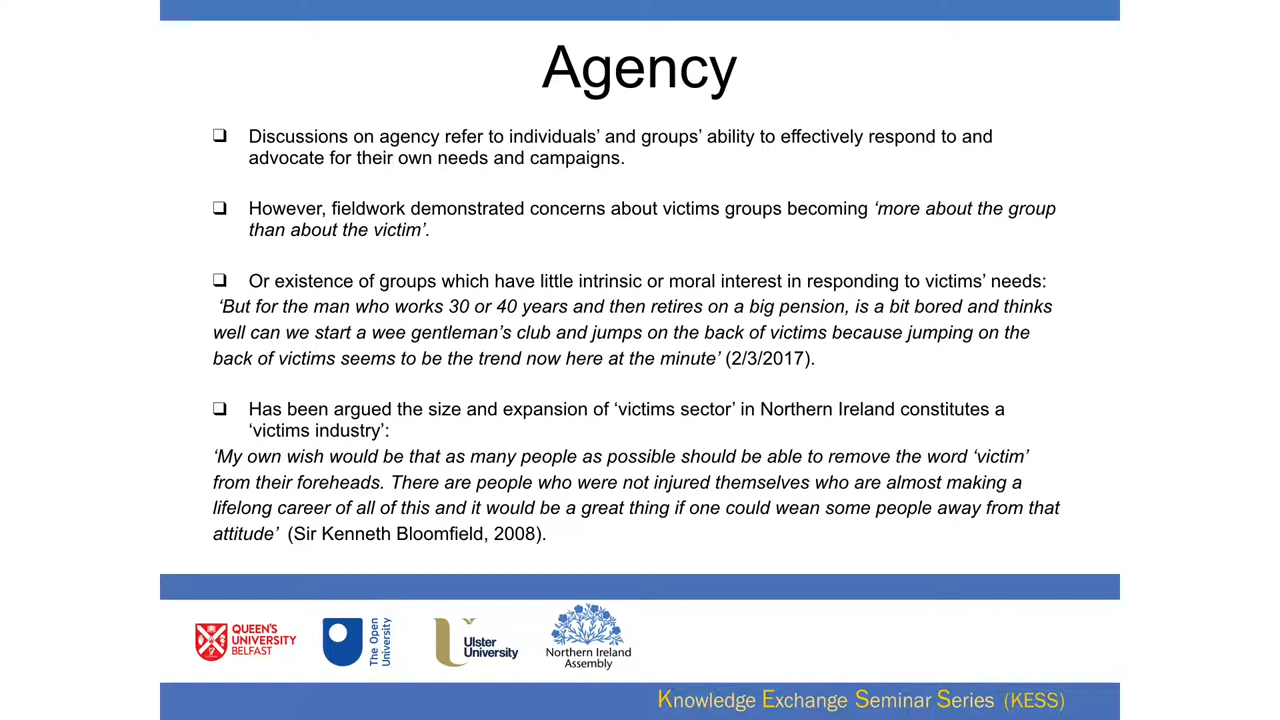 Agency
❑ Discussions on agency refer to individuals’ and groups’ ability to effectively respond to and
advocate for their own needs and campaigns.
❑ However, fieldwork demonstrated concerns about victims groups becoming ‘more about the group
than about the victim’.
❑ Or existence of groups which have little intrinsic or moral interest in responding to victims’ needs:
‘But for the man who works 30 or 40 years and then retires on a big pension, is a bit bored and thinks
well can we start a wee gentleman’s club and jumps on the back of victims because jumping on the
back of victims seems to be the trend now here at the minute’ (2/3/2017).
❑ Has been argued the size and expansion of ‘victims sector’ in Northern Ireland constitutes a
‘victims industry’:
‘My own wish would be that as many people as possible should be able to remove the word ‘victim’
from their foreheads. There are people who were not injured themselves who are almost making a
lifelong career of all of this and it would be a great thing if one could wean some people away from that
attitude’ (Sir Kenneth Bloomfield, 2008).
QUEEN’S
UNIVERSITY
BELFAST
The Open
University
Ulster
University
Northern Ireland
Assembly
Knowledge Exchange Seminar Series (KESS)